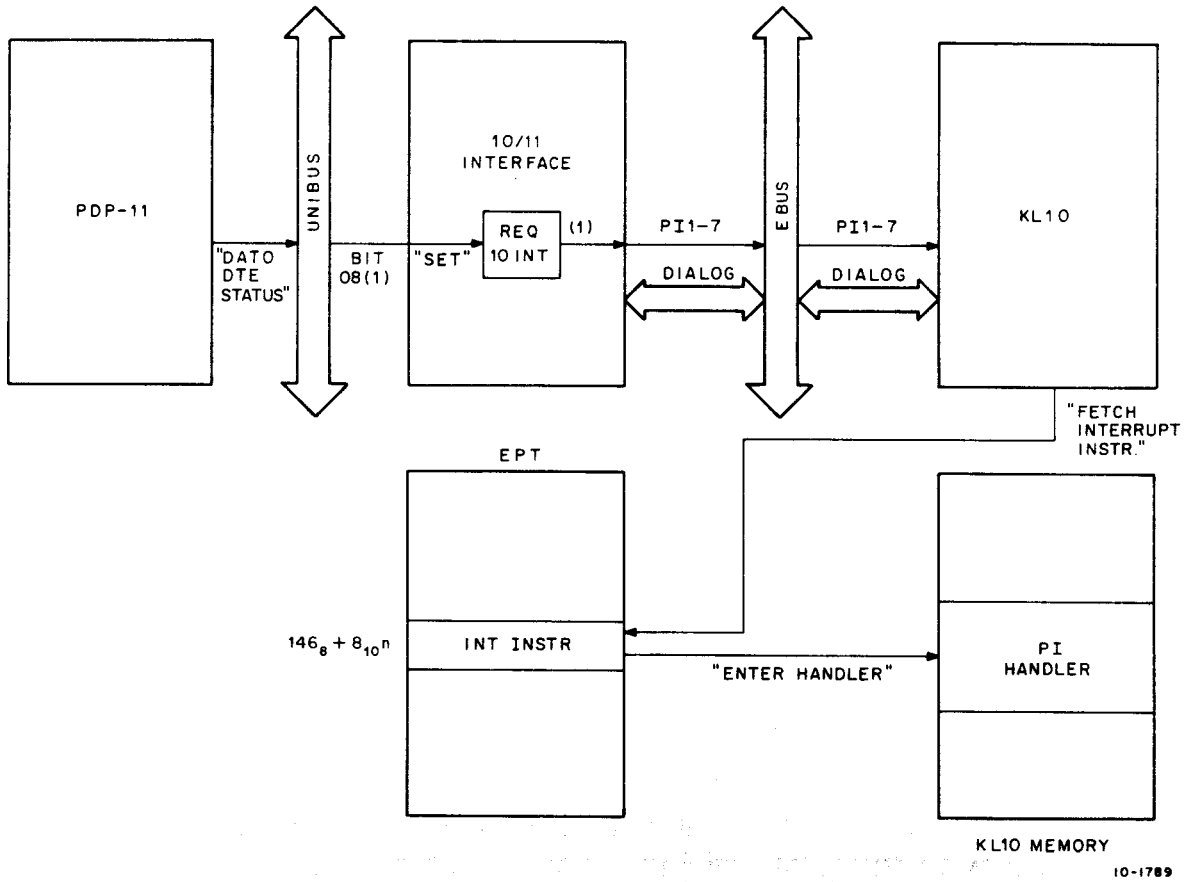 PDP-11
"DATO
DTE
STATUS"
UNIBUS
BIT
08(1)
10/11
INTERFACE
"SET"
REQ
10 INT
(1)
PI1-7
DIALOG
E BUS
PI1-7
DIALOG
KL10
"FETCH
INTERRUPT
INSTR."
EPT
146₈ + 8₁₀n
INT INSTR
"ENTER HANDLER"
PI
HANDLER
KL10 MEMORY
10-1789